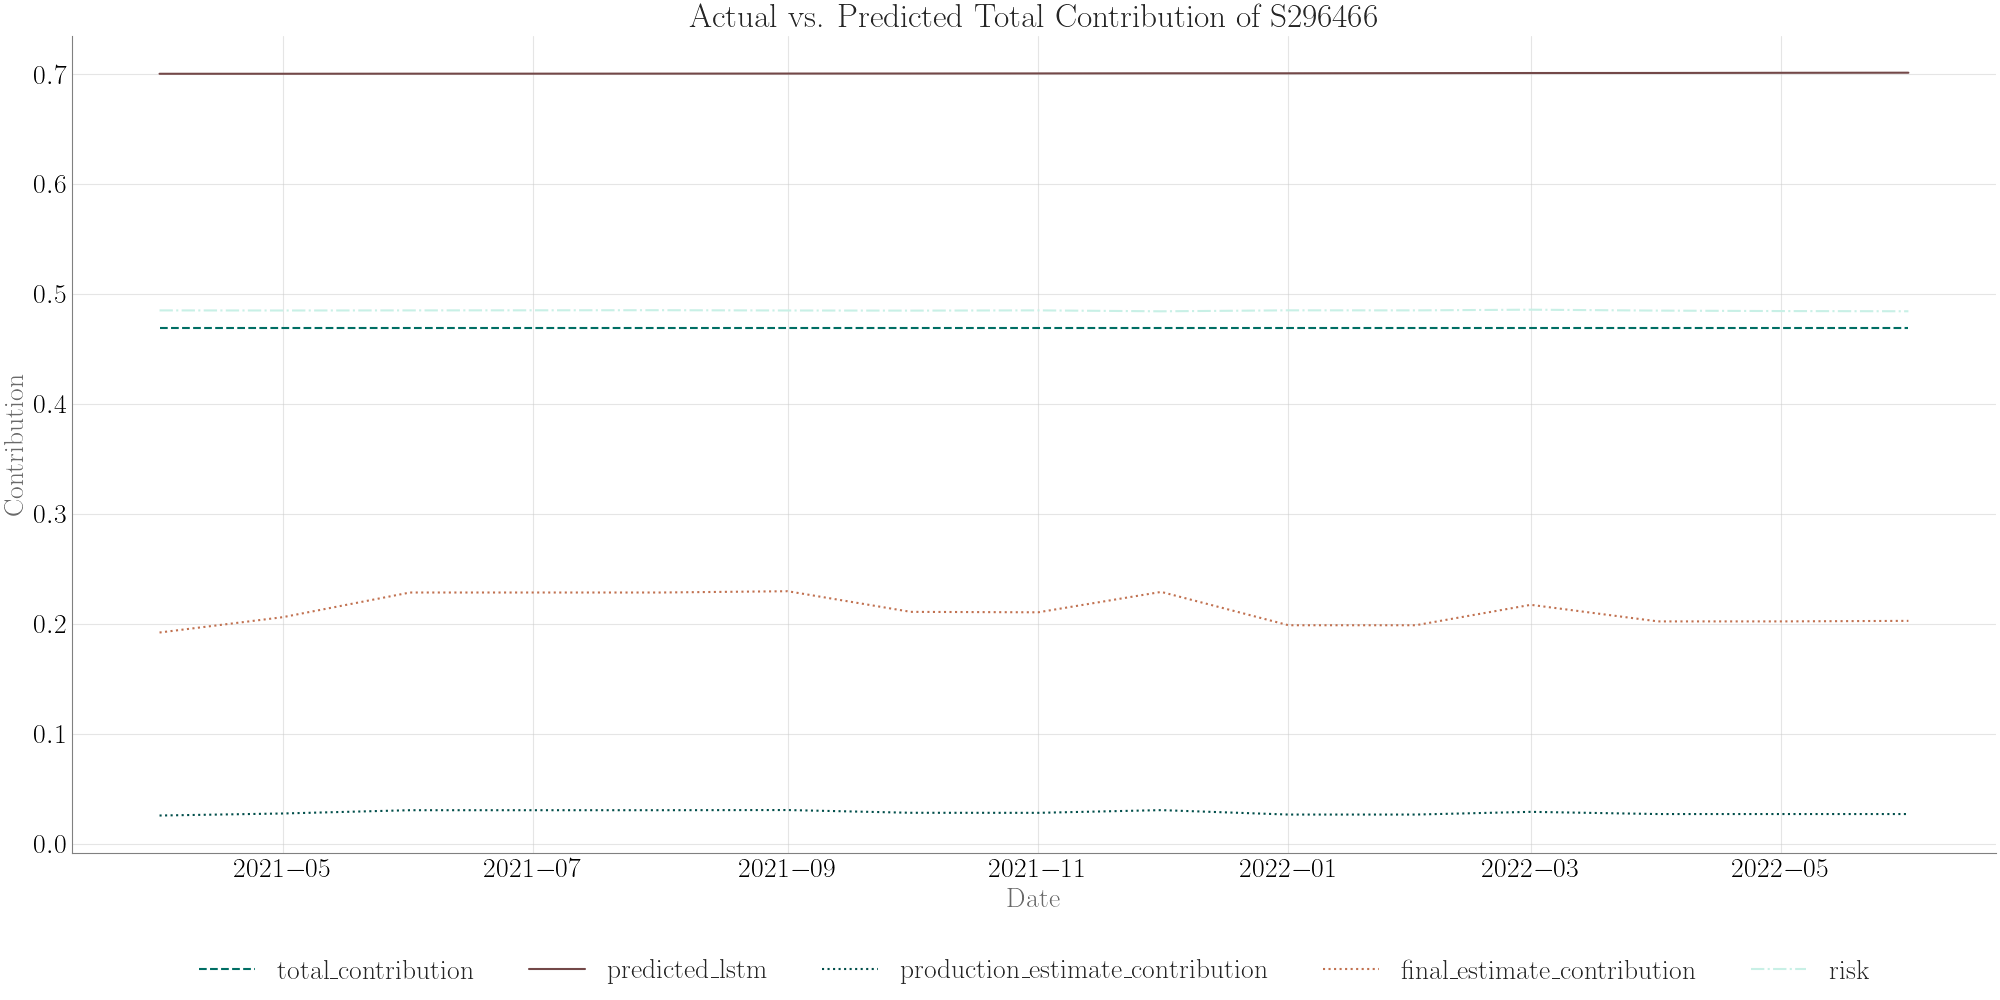 Actual vs. Predicted Total Contribution of S296466
Contribution
0.7
0.6
0.5
0.4
0.3
0.2
0.1
0.0
2021−05 2021−07 2021−09 2021−11 2022−01 2022−03 2022−05
Date
total_contribution predicted_lstm production_estimate_contribution final_estimate_contribution risk